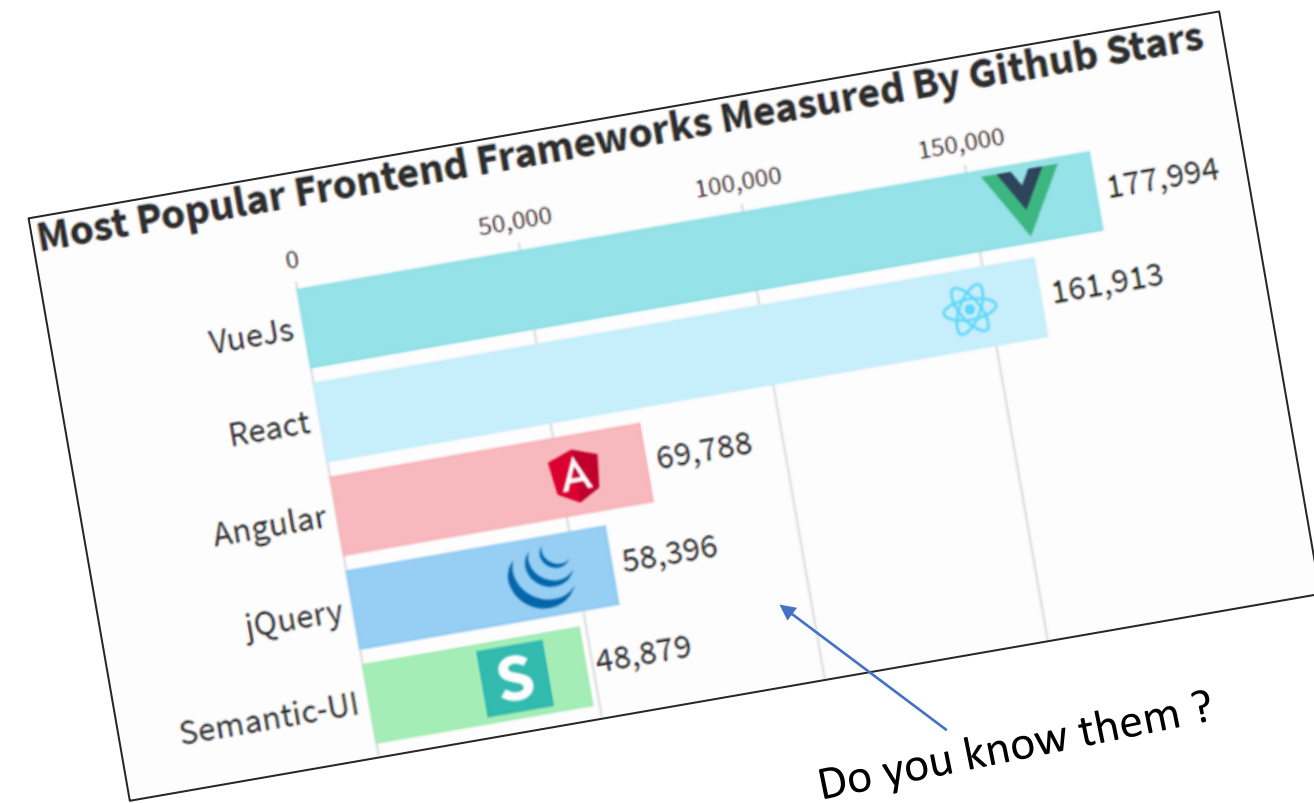 Most Popular Frontend Frameworks Measured By Github Stars
0 50,000 100,000 150,000
VueJs 177,994
React 161,913
Angular A 69,788
jQuery 58,396
Semantic-UI S 48,879
Do you know them ?